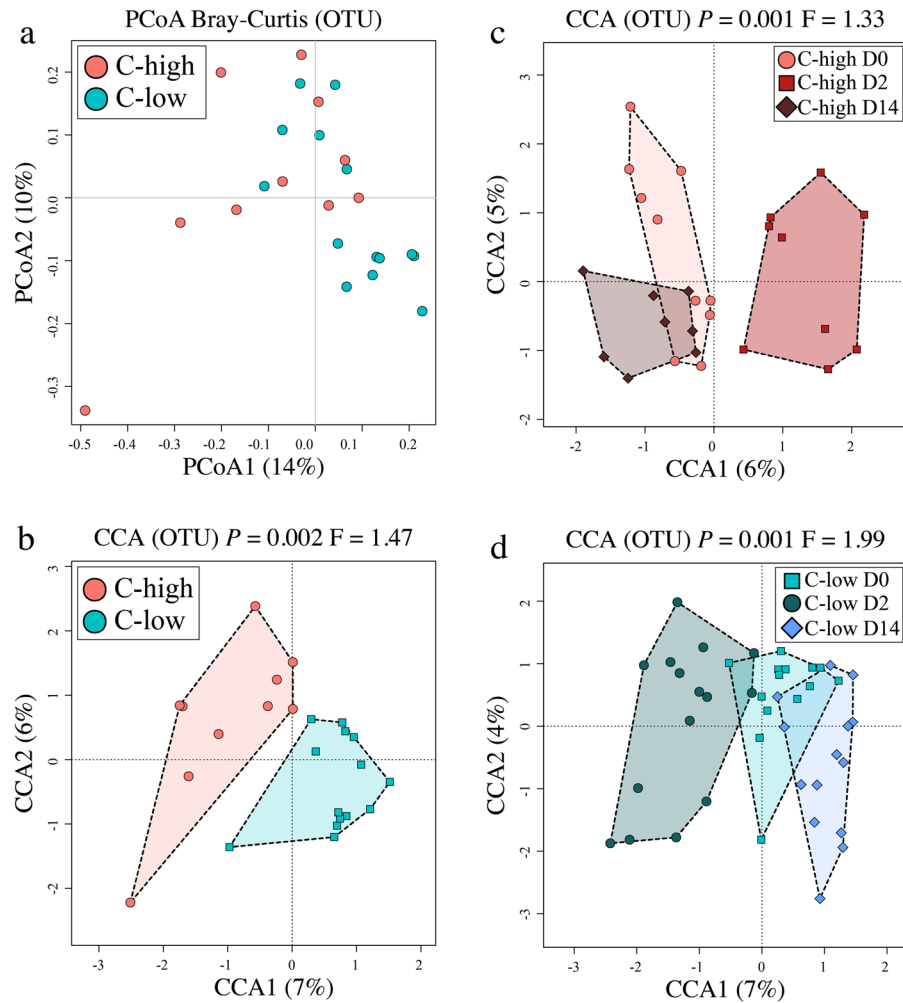 a
PCoA Bray-Curtis (OTU)
C-high
C-low
0.2
0.1
0.0
-0.1
-0.3
PCoA2 (10%)
-0.5
-0.4
-0.3
-0.2
-0.1
0.0
0.1
0.2
PCoA1 (14%)
c
CCA (OTU) P = 0.001 F = 1.33
C-high D0
C-high D2
C-high D14
3
2
1
0
-1
-2
CCA2 (5%)
-2
-1
0
1
2
CCA1 (6%)
b
CCA (OTU) P = 0.002 F = 1.47
C-high
C-low
2
1
0
-1
-2
CCA2 (6%)
-3
-2
-1
0
1
2
CCA1 (7%)
d
CCA (OTU) P = 0.001 F = 1.99
C-low D0
C-low D2
C-low D14
2
1
0
-1
-2
-3
CCA2 (4%)
-3
-2
-1
0
1
2
CCA1 (7%)